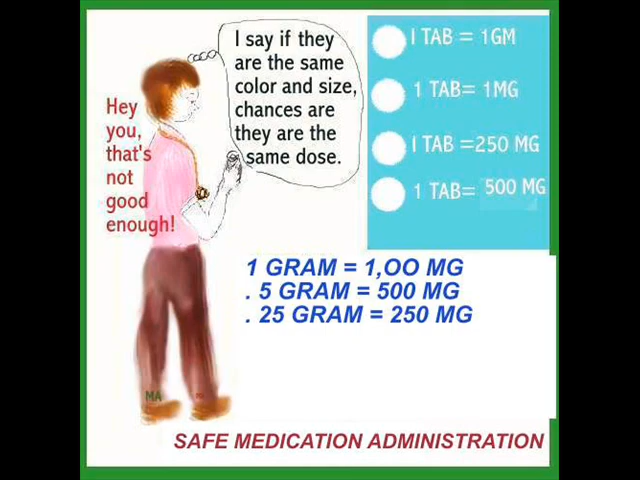 I say if they
are the same
color and size,
chances are
they are the
same dose.
Hey
you,
that's
not
good
enough!
1 TAB = 1GM
1 TAB= 1MG
1 TAB =250 MG
1 TAB= 500 MG
1 GRAM = 1,OO MG
. 5 GRAM = 500 MG
. 25 GRAM = 250 MG
MA
SAFE MEDICATION ADMINISTRATION